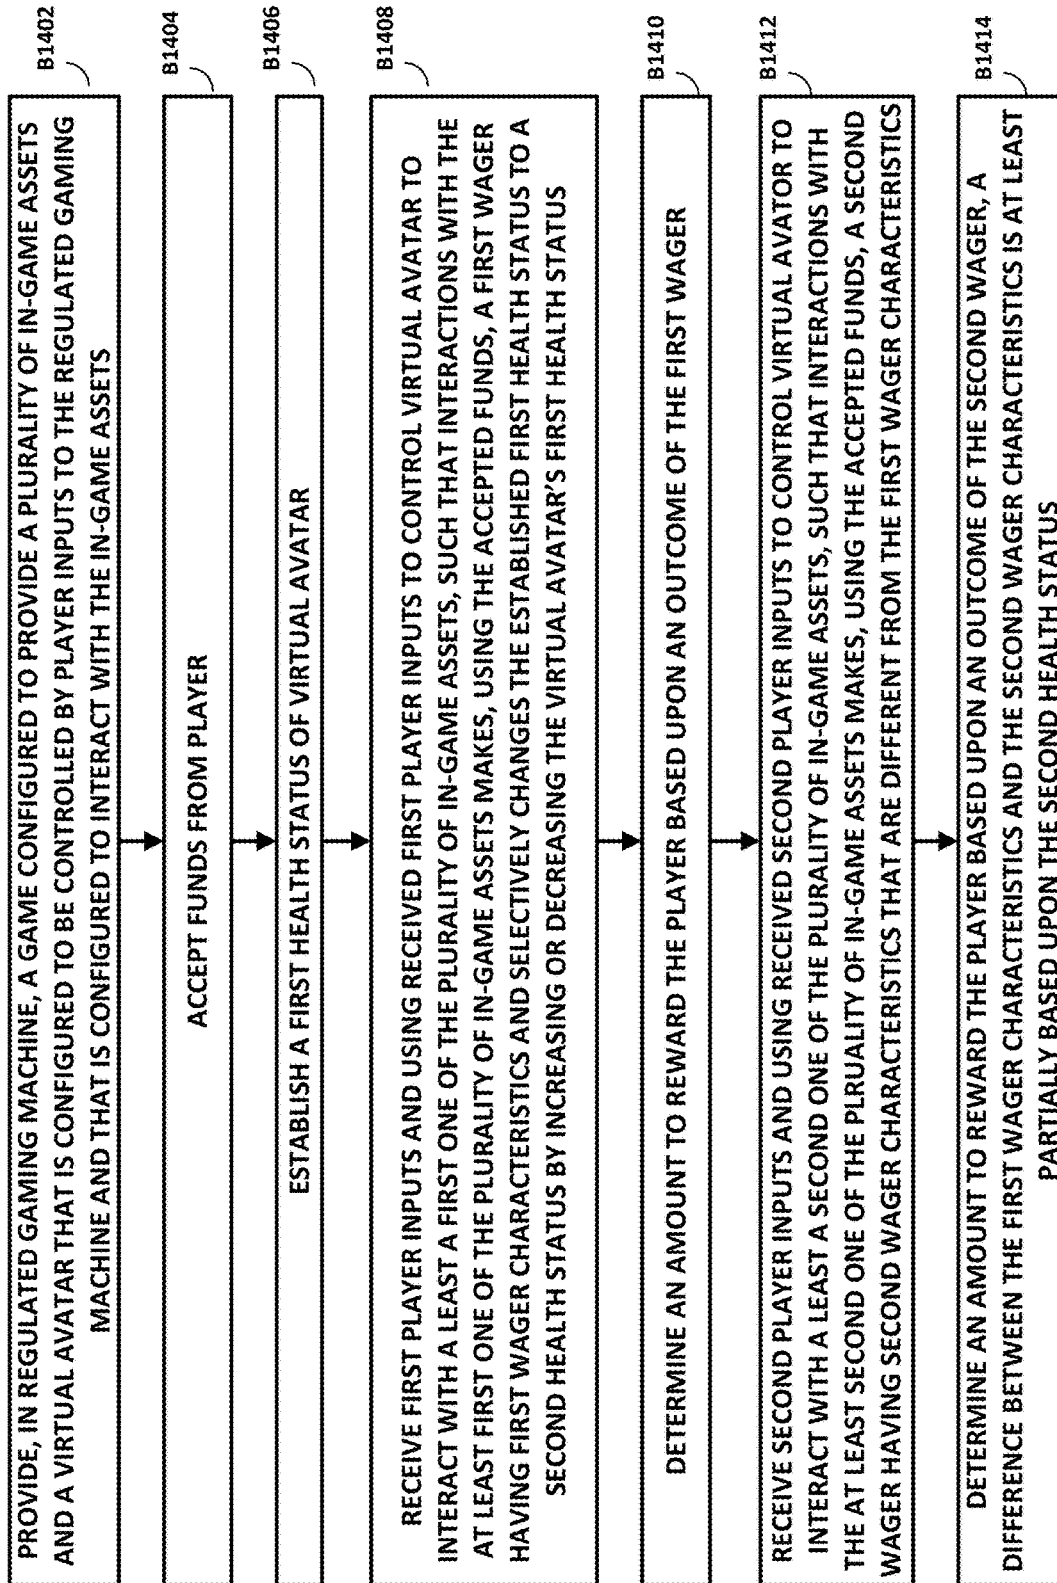 B1402
PROVIDE, IN REGULATED GAMING MACHINE, A GAME CONFIGURED TO PROVIDE A PLURALITY OF IN-GAME ASSETS
AND A VIRTUAL AVATAR THAT IS CONFIGURED TO BE CONTROLLED BY PLAYER INPUTS TO THE REGULATED GAMING
MACHINE AND THAT IS CONFIGURED TO INTERACT WITH THE IN-GAME ASSETS
B1404
ACCEPT FUNDS FROM PLAYER
B1406
ESTABLISH A FIRST HEALTH STATUS OF VIRTUAL AVATAR
B1408
RECEIVE FIRST PLAYER INPUTS AND USING RECEIVED FIRST PLAYER INPUTS TO CONTROL VIRTUAL AVATAR TO
INTERACT WITH A LEAST A FIRST ONE OF THE PLURALITY OF IN-GAME ASSETS, SUCH THAT INTERACTIONS WITH THE
AT LEAST FIRST ONE OF THE PLURALITY OF IN-GAME ASSETS MAKES, USING THE ACCEPTED FUNDS, A FIRST WAGER
HAVING FIRST WAGER CHARACTERISTICS AND SELECTIVELY CHANGES THE ESTABLISHED FIRST HEALTH STATUS TO A
SECOND HEALTH STATUS BY INCREASING OR DECREASING THE VIRTUAL AVATAR'S FIRST HEALTH STATUS
B1410
DETERMINE AN AMOUNT TO REWARD THE PLAYER BASED UPON AN OUTCOME OF THE FIRST WAGER
B1412
RECEIVE SECOND PLAYER INPUTS AND USING RECEIVED SECOND PLAYER INPUTS TO CONTROL VIRTUAL AVATOR TO
INTERACT WITH A LEAST A SECOND ONE OF THE PLURALITY OF IN-GAME ASSETS, SUCH THAT INTERACTIONS WITH
THE AT LEAST SECOND ONE OF THE PLRUALITY OF IN-GAME ASSETS MAKES, USING THE ACCEPTED FUNDS, A SECOND
WAGER HAVING SECOND WAGER CHARACTERISTICS THAT ARE DIFFERENT FROM THE FIRST WAGER CHARACTERISTICS
B1414
DETERMINE AN AMOUNT TO REWARD THE PLAYER BASED UPON AN OUTCOME OF THE SECOND WAGER, A
DIFFERENCE BETWEEN THE FIRST WAGER CHARACTERISTICS AND THE SECOND WAGER CHARACTERISTICS IS AT LEAST
PARTIALLY BASED UPON THE SECOND HEALTH STATUS